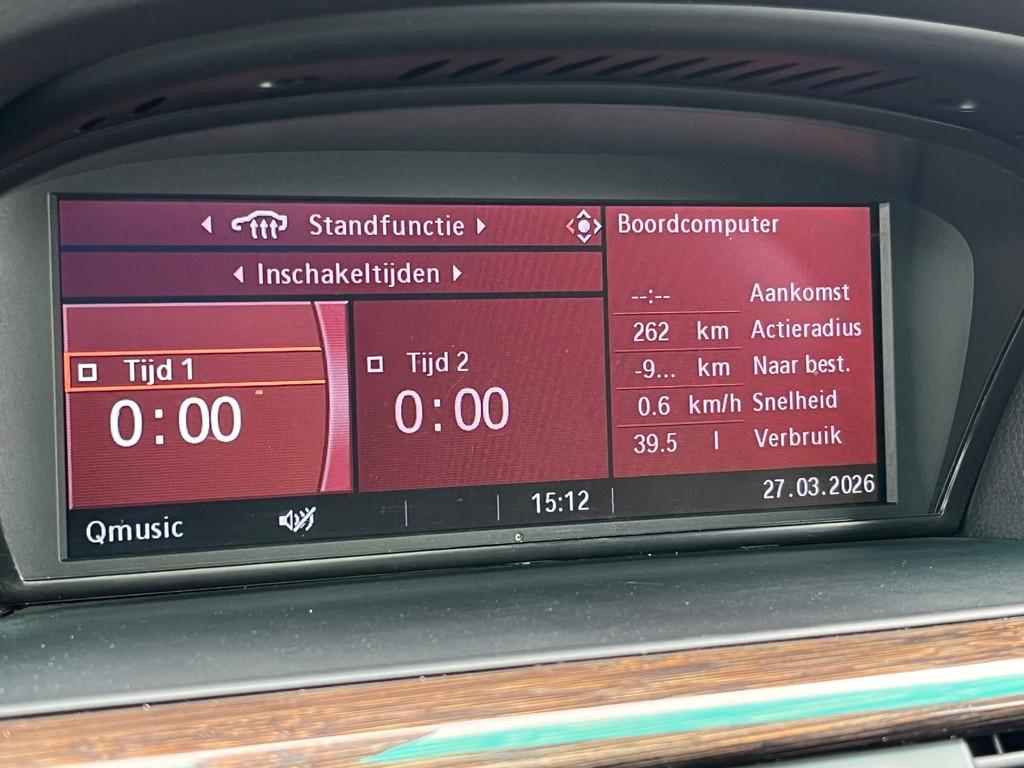 Standfunctie
Inschakeltijden
Tijd 1
0:00
Tijd 2
0:00
Boordcomputer
--:-- Aankomst
262 km Actieradius
-9... km Naar best.
0.6 km/h Snelheid
39.5 l Verbruik
Qmusic
15:12
27.03.2026